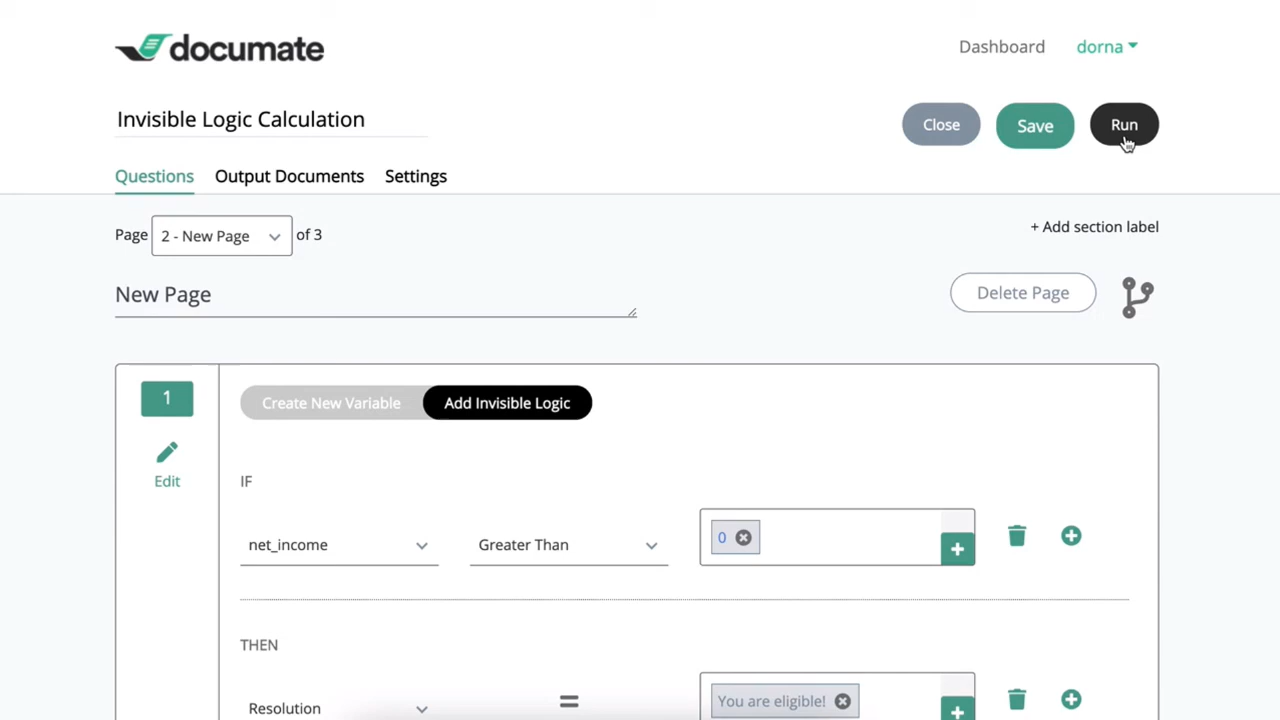 documate
Dashboard
dorna
Invisible Logic Calculation
Close
Save
Run
Questions
Output Documents
Settings
Page
2 - New Page
of 3
+ Add section label
New Page
Delete Page
1
Create New Variable
Add Invisible Logic
Edit
IF
net_income
Greater Than
0
THEN
Resolution
=
You are eligible!